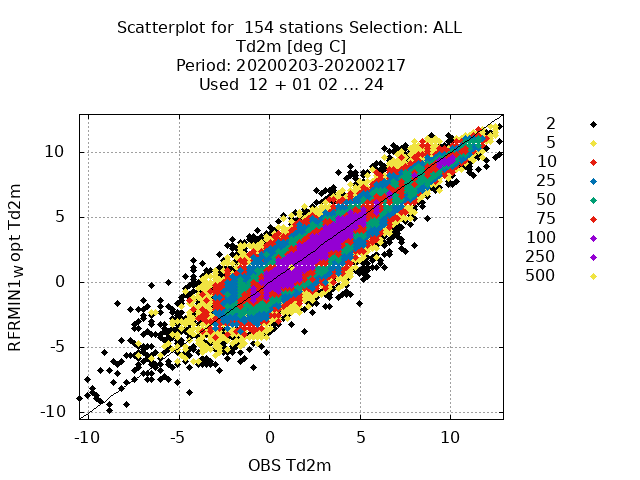 Scatterplot for 154 stations Selection: ALL
Td2m [deg C]
Period: 20200203-20200217
Used 12 + 01 02 ... 24
2
5
10
25
50
75
100
250
500
10
5
0
-5
-10
RFRMIN1W opt Td2m
-10 -5 0 5 10
OBS Td2m